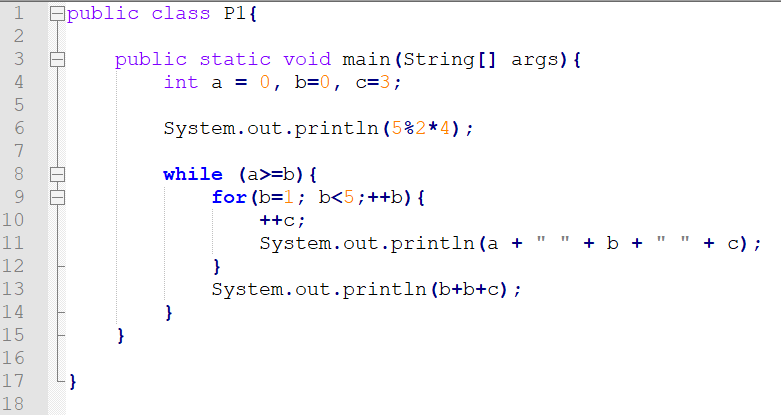 1 public class P1{
2
3     public static void main(String[] args){
4         int a = 0, b=0, c=3;
5
6         System.out.println(5%2*4);
7
8         while (a>=b){
9             for(b=1; b<5;++b){
10                 ++c;
11                 System.out.println(a + " " + b + " " + c);
12             }
13             System.out.println(b+b+c);
14         }
15     }
16
17 }
18